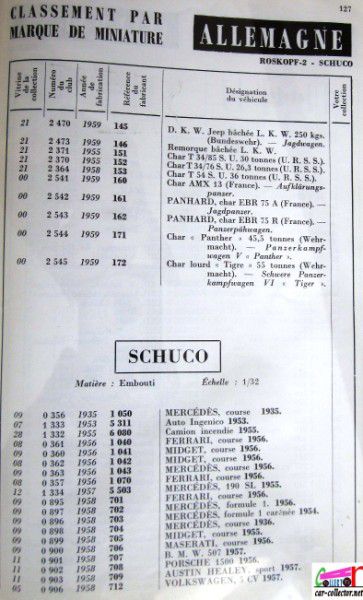 127
CLASSEMENT PAR
MARQUE DE MINIATURE
ALLEMAGNE
ROSKOPF-2 - SCHUCO
Vitrine de la collection
Numéro du club
Année de fabrication
Référence du fabricant
Désignation du véhicule
Votre collection
21 2 470 1959 145 D. K. W. Jeep bâchée L. K. W. 250 kgs.
(Bundeswehr). — Jagdwagen.
21 2 473 1959 146 Remorque bâchée L. K. W.
21 2 371 1955 151 Char T 34/85 S. U. 30 tonnes (U. R. S. S.).
21 2 370 1955 152 Char T 34/76 S. U. 26,3 tonnes (U. R. S. S.).
21 2 364 1958 153 Char T 54 S. U. 36 tonnes (U. R. S. S.).
00 2 541 1959 160 Char AMX 13 (France). — Aufklärungs-
panzer.
00 2 542 1959 161 PANHARD, char EBR 75 A (France). —
Jagdpanzer.
00 2 543 1959 162 PANHARD, char EBR 75 R (France). —
Panzerpähwagen.
00 2 544 1959 171 Char « Panther » 45,5 tonnes (Wehr-
macht). — Panzerkampf-
wagen V « Panther ».
00 2 545 1959 172 Char lourd « Tigre » 55 tonnes (Wehr-
macht). — Schwere Panzer-
kampfwagen VI « Tiger ».
SCHUCO
Matière : Embouti Échelle : 1/32
09 0 356 1935 1 050 MERCÉDÈS, course 1935.
07 1 333 1953 5 311 Auto Ingenico 1953.
28 1 332 1955 6 080 Camion incendie 1955.
08 0 361 1956 1 040 FERRARI, course 1956.
09 0 360 1956 1 041 MIDGET, course 1956.
08 0 362 1956 1 042 MIDGET, course 1956.
09 0 363 1956 1 043 MERCÉDÈS, course 1956.
08 0 357 1956 1 070 FERRARI, course 1956.
12 1 334 1957 5 503 MERCÉDÈS, 190 SL 1955.
09 0 895 1958 701 FERRARI, course 1956.
09 0 897 1958 702 MERCÉDÈS, formule 1. 1956.
09 0 896 1958 703 MERCÉDÈS, formule 1 carénée 1954.
09 0 898 1958 704 MERCÉDÈS, course 1936.
09 0 899 1958 705 MIDGET, course 1955.
09 0 900 1958 706 MASERATI, course 1956.
11 0 901 1958 707 B. M. W. 507 1957.
11 0 902 1958 708 PORSCHE 1500 1956.
11 0 903 1958 709 AUSTIN HEALEY, sport 1957.
05 0 906 1958 712 VOLKSWAGEN, 5 CV 1957.
car-collector.net